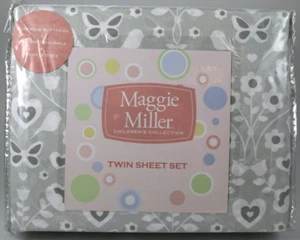 Maggie
Miller
CHILDREN'S COLLECTION
TWIN SHEET SET